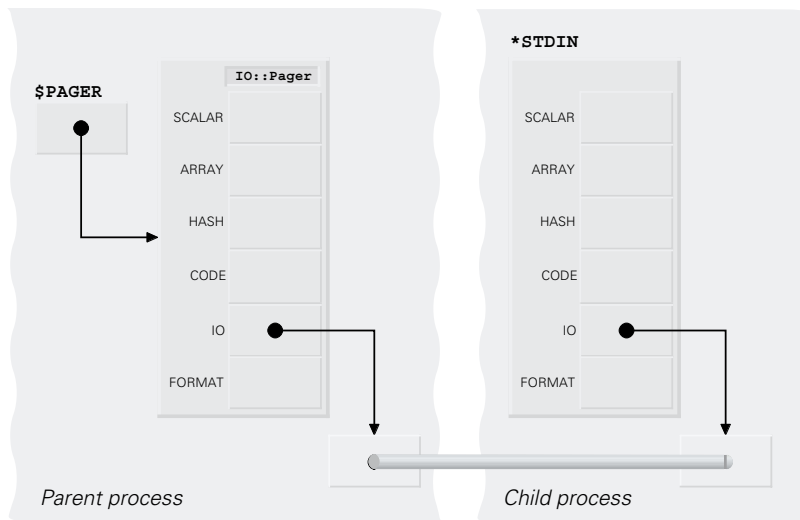 $PAGER
IO::Pager
SCALAR
ARRAY
HASH
CODE
IO
FORMAT
Parent process
*STDIN
SCALAR
ARRAY
HASH
CODE
IO
FORMAT
Child process